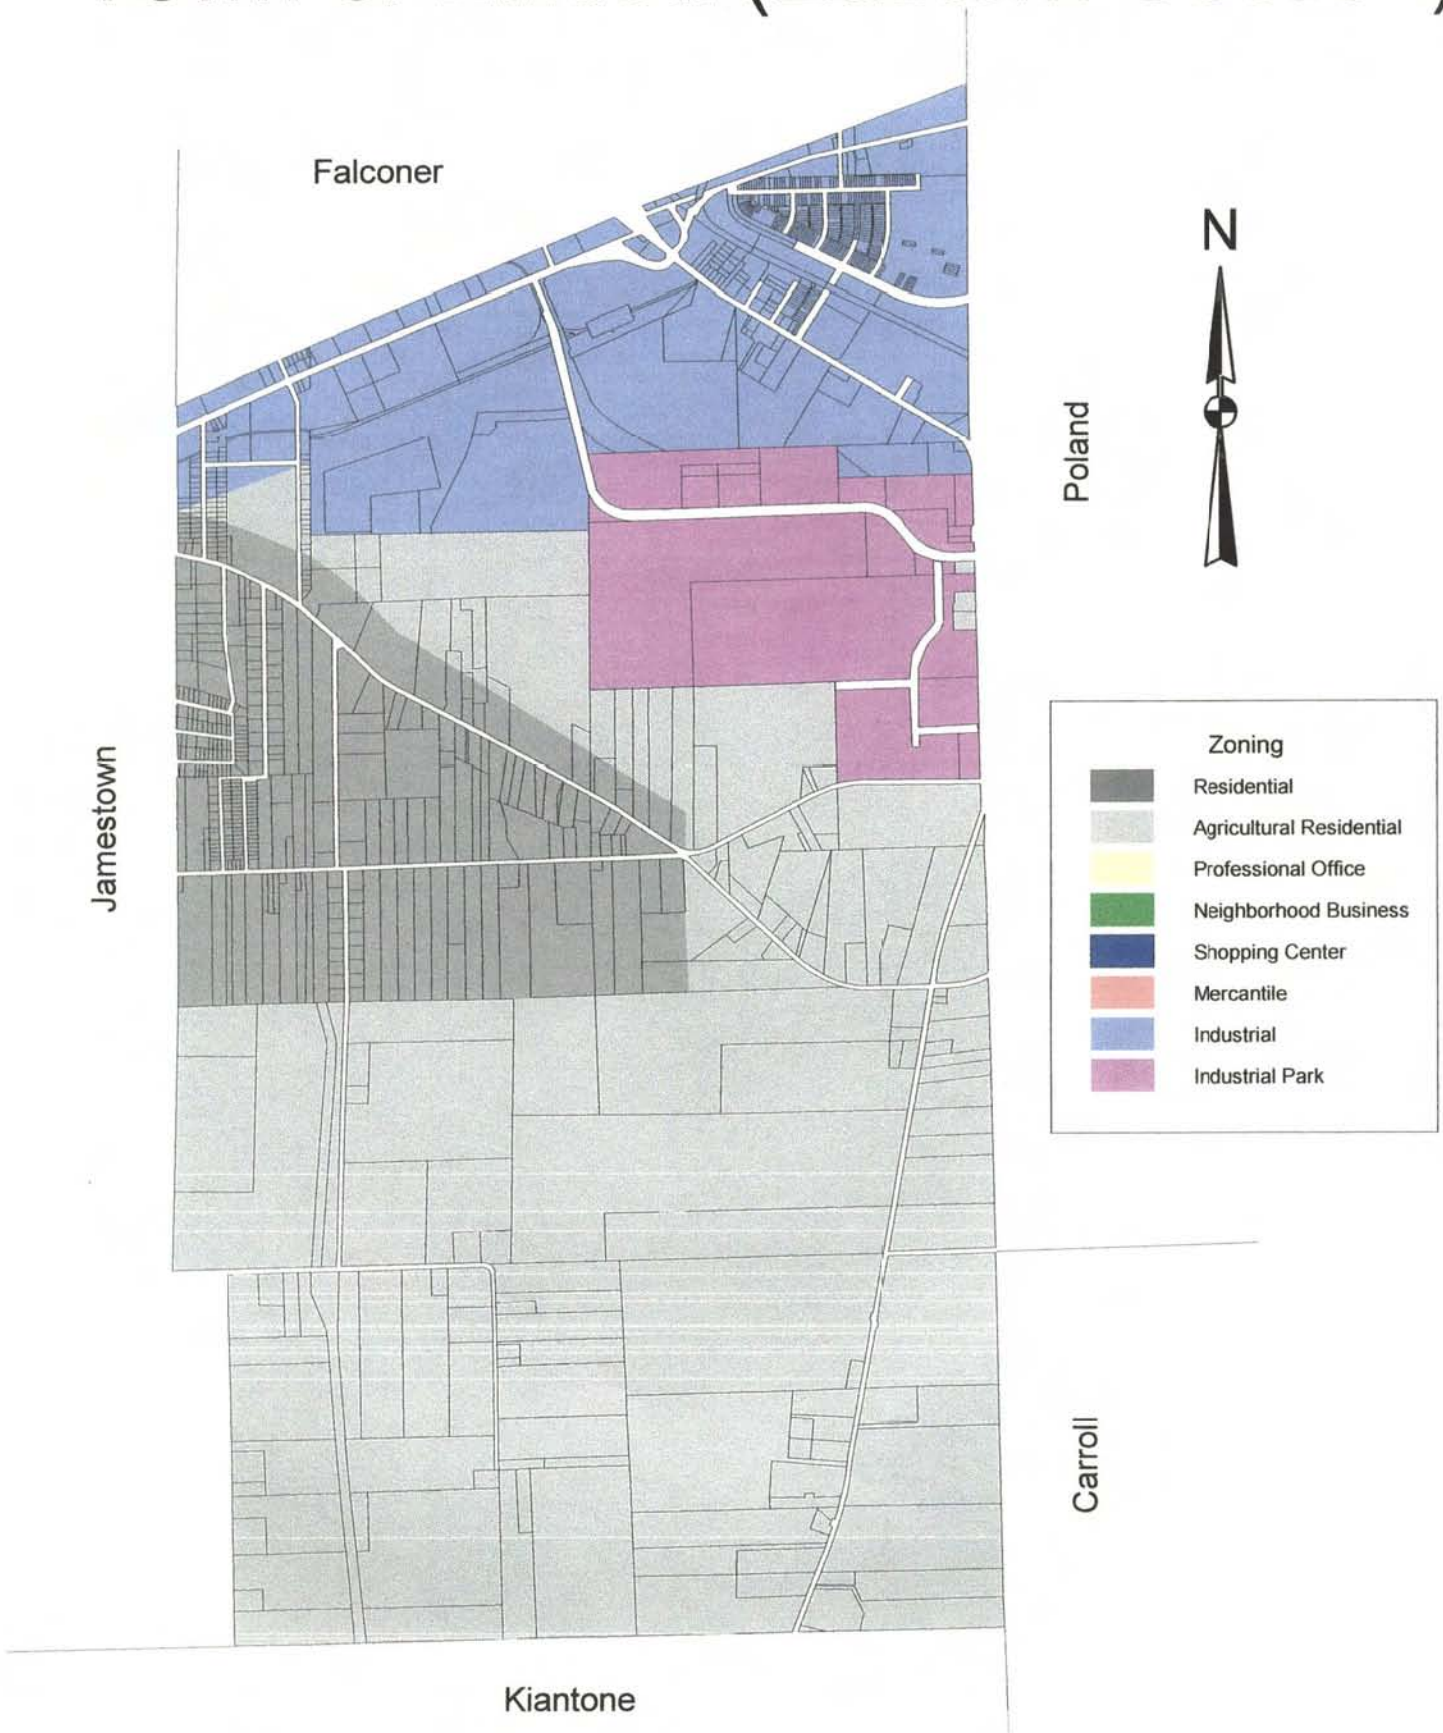 Falconer
N
Poland
Jamestown
Zoning
Residential
Agricultural Residential
Professional Office
Neighborhood Business
Shopping Center
Mercantile
Industrial
Industrial Park
Carroll
Kiantone